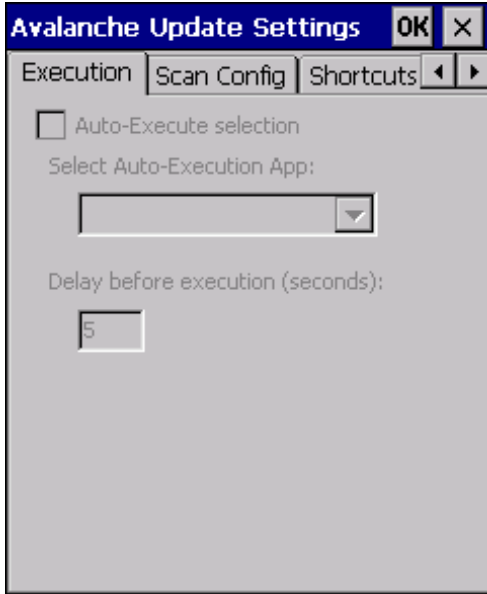 Avalanche Update Settings OK ×
Execution Scan Config Shortcuts
Auto-Execute selection
Select Auto-Execution App:
Delay before execution (seconds):
5